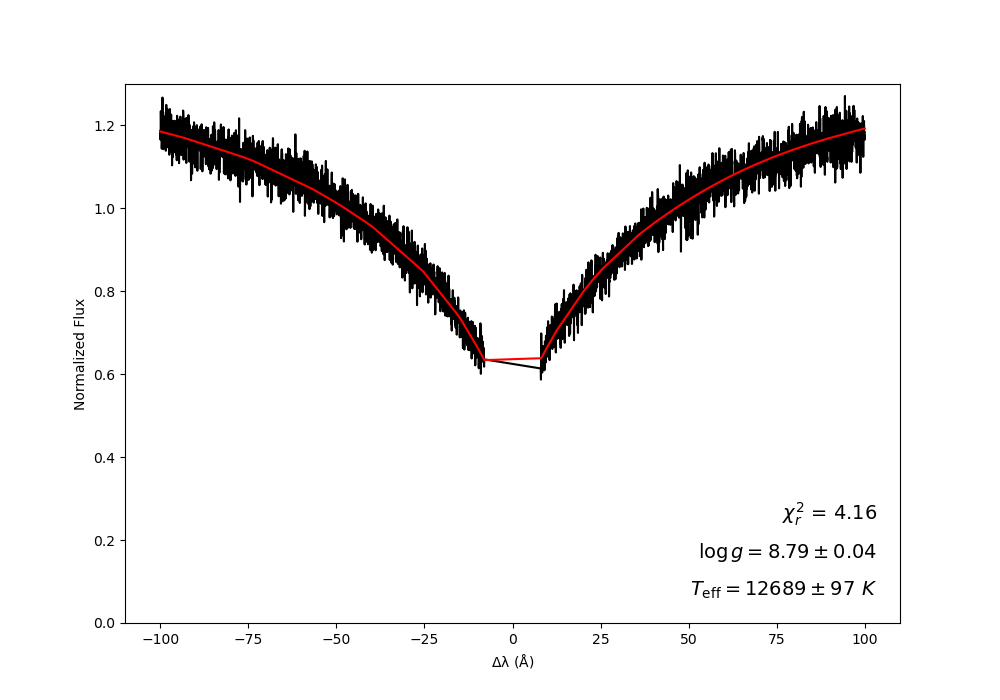 1.2
1.0
0.8
0.6
0.4
0.2
0.0
Normalized Flux
χ²ᵣ = 4.16
log g = 8.79 ± 0.04
T_eff = 12689 ± 97 K
−100 −75 −50 −25 0 25 50 75 100
Δλ (Å)